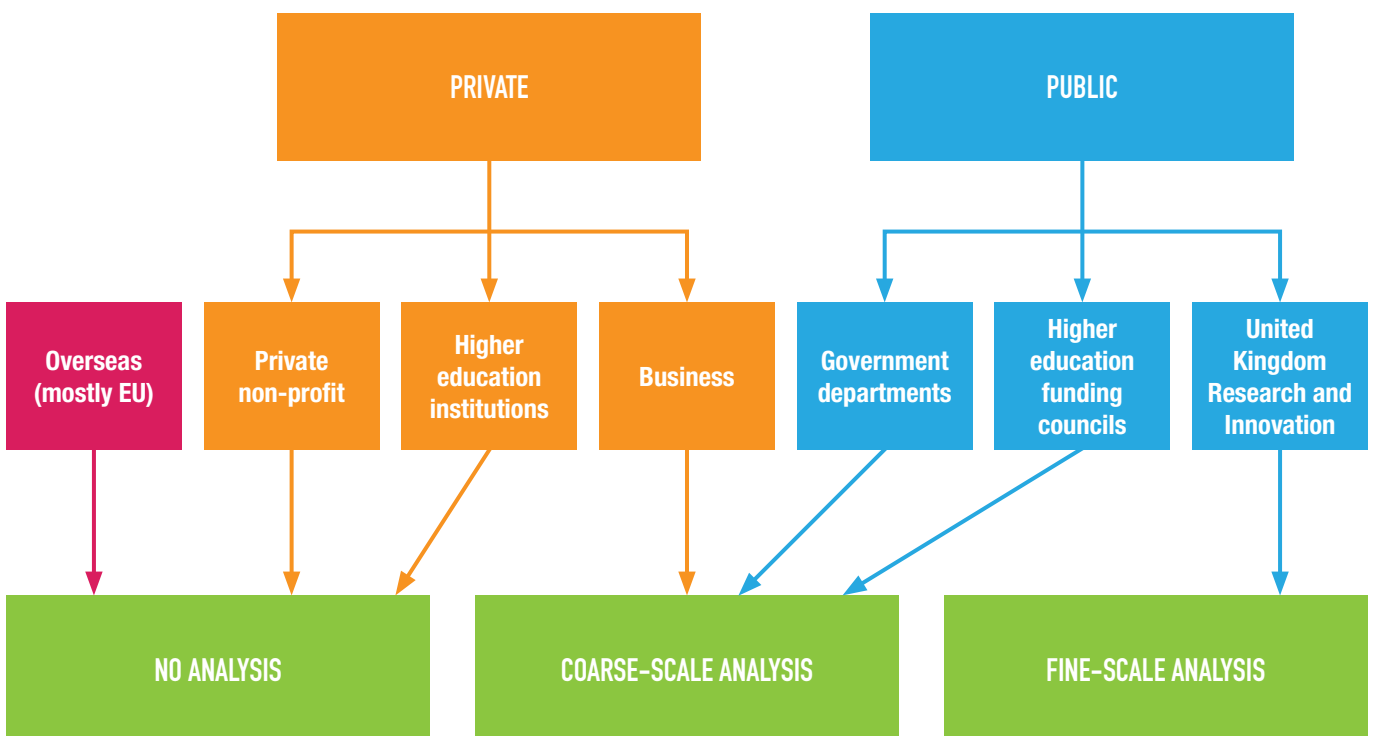 PRIVATE
PUBLIC
Overseas
(mostly EU)
Private
non-profit
Higher
education
institutions
Business
Government
departments
Higher
education
funding
councils
United
Kingdom
Research and
Innovation
NO ANALYSIS
COARSE-SCALE ANALYSIS
FINE-SCALE ANALYSIS